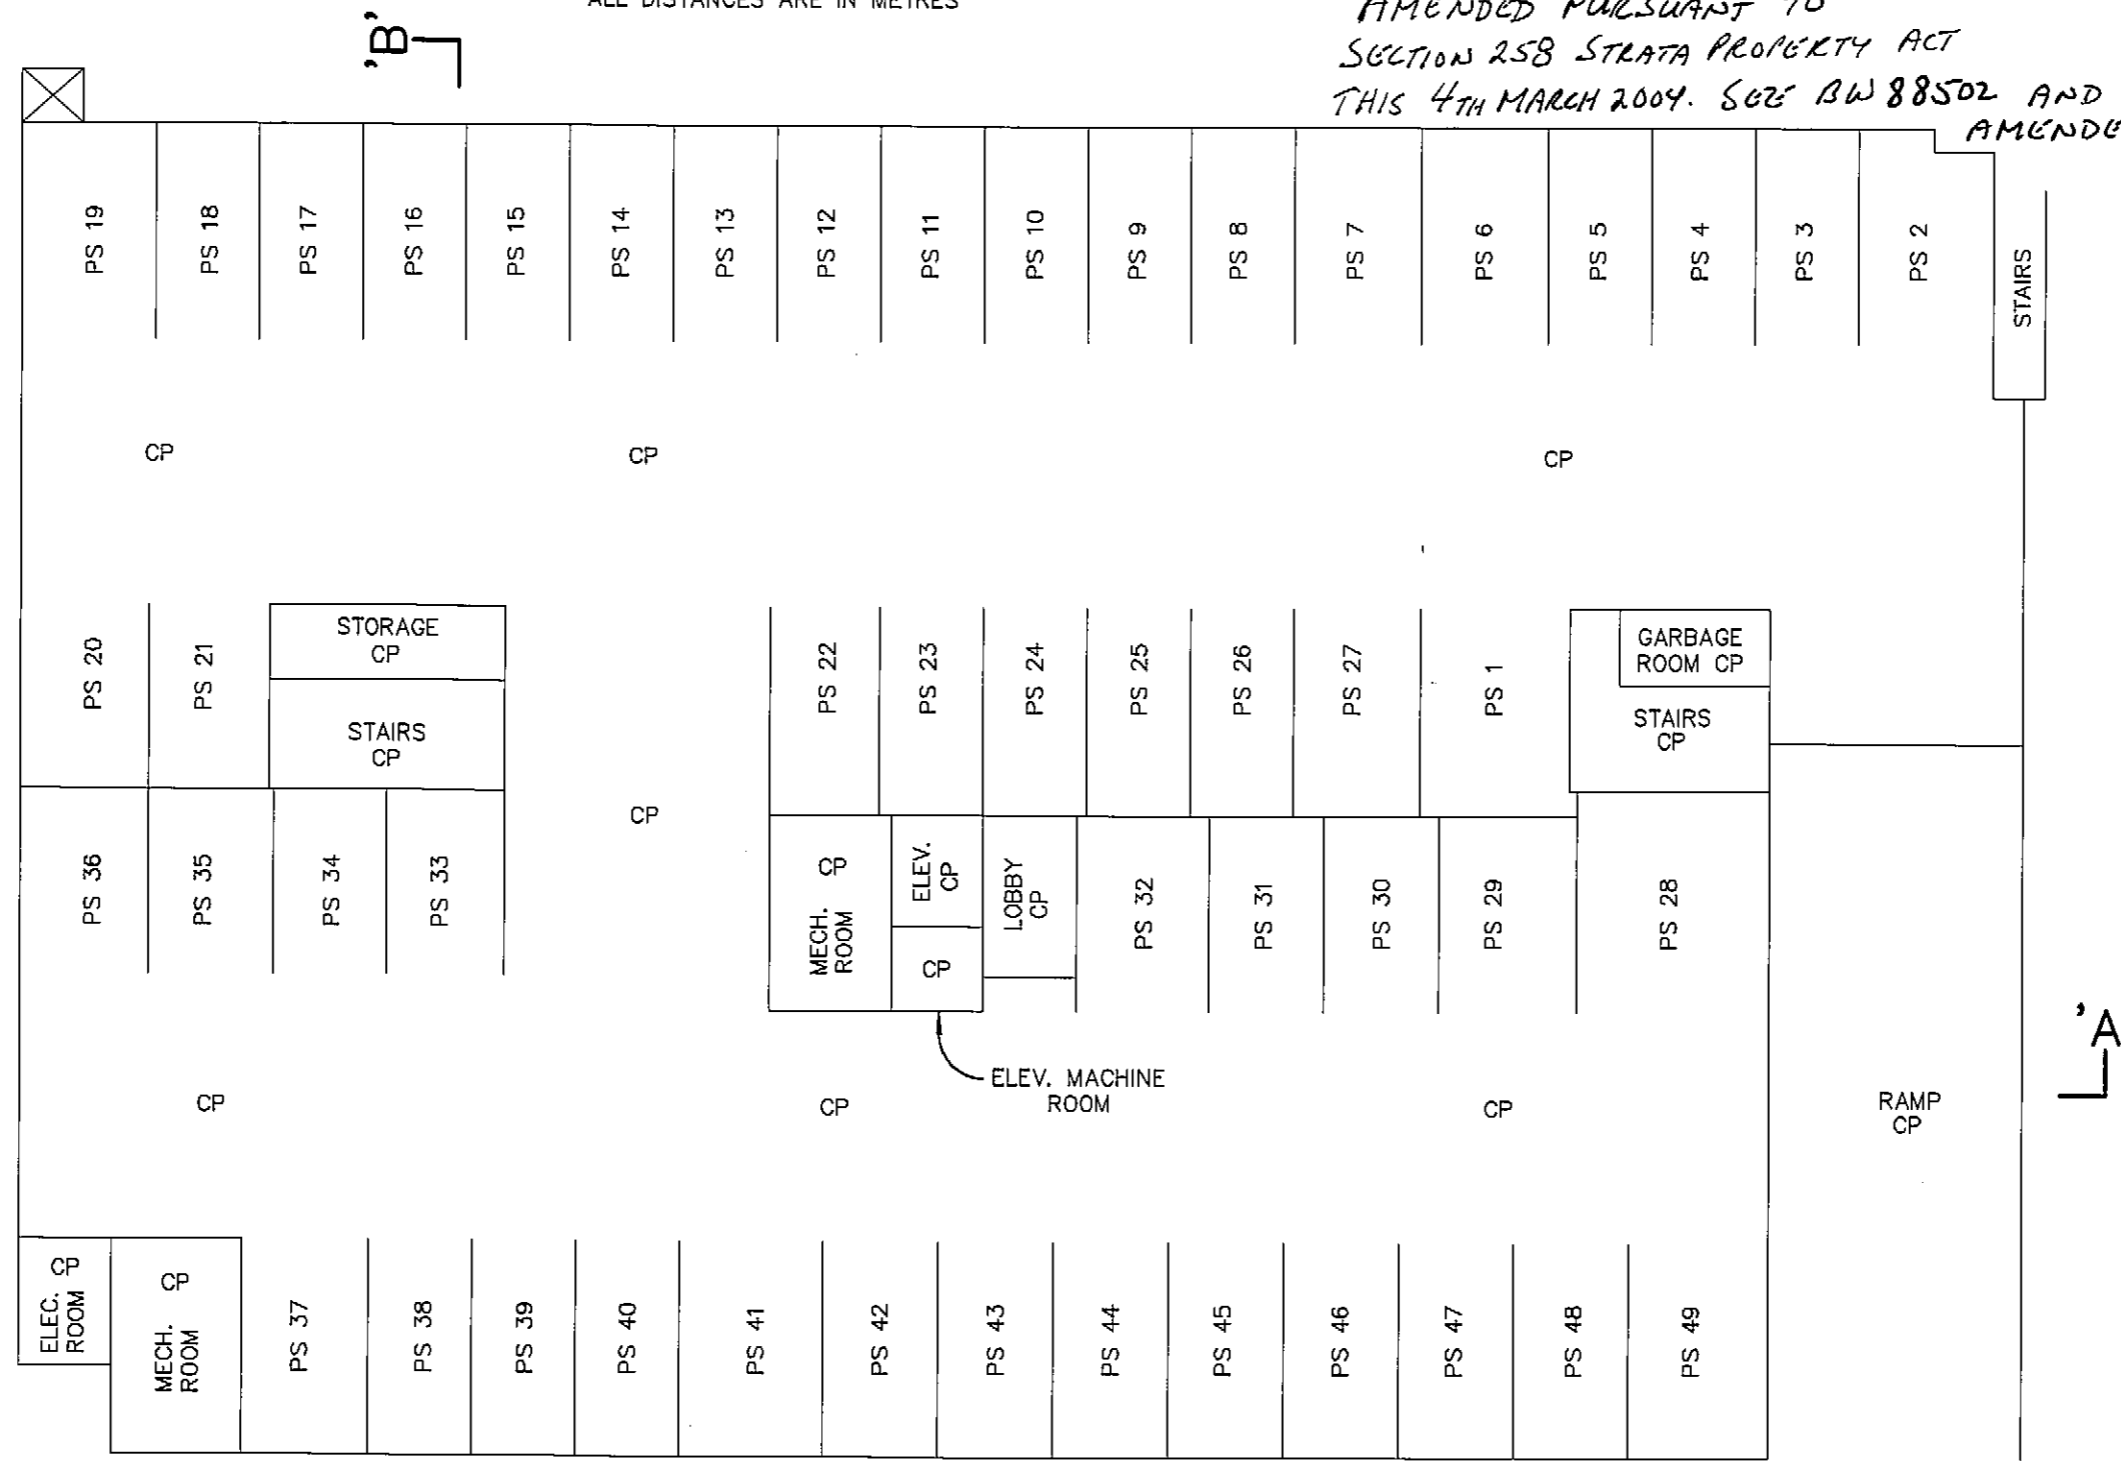 ALL DISTANCES ARE IN METRES
AMENDED PURSUANT TO
SECTION 258 STRATA PROPERTY ACT
THIS 4TH MARCH 2004. SEE BW 88502 AND
AMENDE
'B'
PS 19
PS 18
PS 17
PS 16
PS 15
PS 14
PS 13
PS 12
PS 11
PS 10
PS 9
PS 8
PS 7
PS 6
PS 5
PS 4
PS 3
PS 2
STAIRS
CP
CP
CP
PS 20
PS 21
STORAGE
CP
STAIRS
CP
PS 22
PS 23
PS 24
PS 25
PS 26
PS 27
PS 1
GARBAGE
ROOM CP
STAIRS
CP
CP
PS 36
PS 35
PS 34
PS 33
MECH. CP
ROOM
ELEV.
CP
CP
LOBBY
CP
PS 32
PS 31
PS 30
PS 29
PS 28
ELEV. MACHINE
ROOM
CP
CP
CP
RAMP
CP
'A
ELEC. CP
ROOM
MECH. CP
ROOM
PS 37
PS 38
PS 39
PS 40
PS 41
PS 42
PS 43
PS 44
PS 45
PS 46
PS 47
PS 48
PS 49